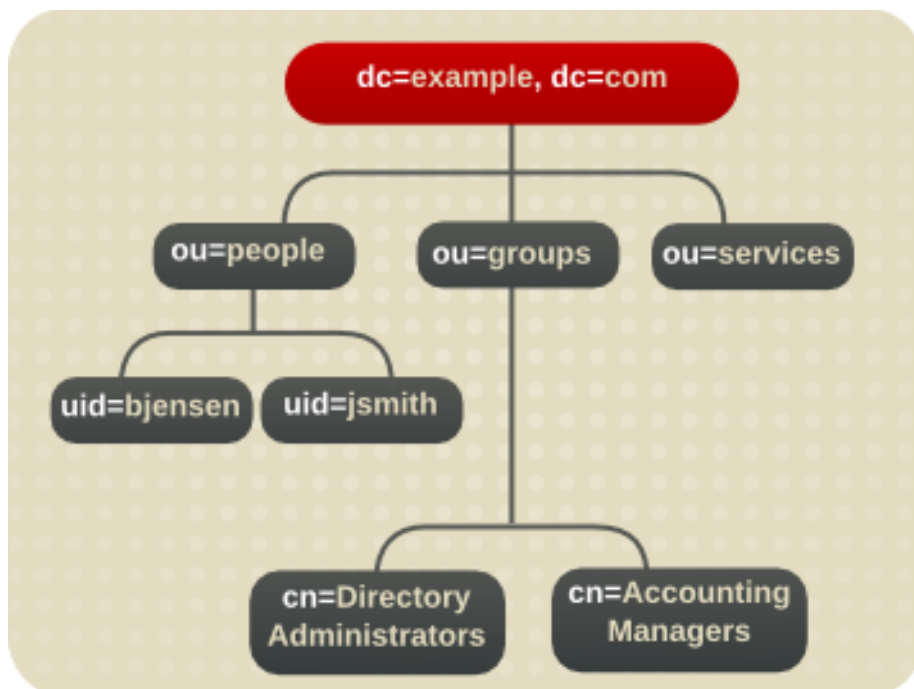 dc=example, dc=com
ou=people
ou=groups
ou=services
uid=bjensen
uid=jsmith
cn=Directory
Administrators
cn=Accounting
Managers